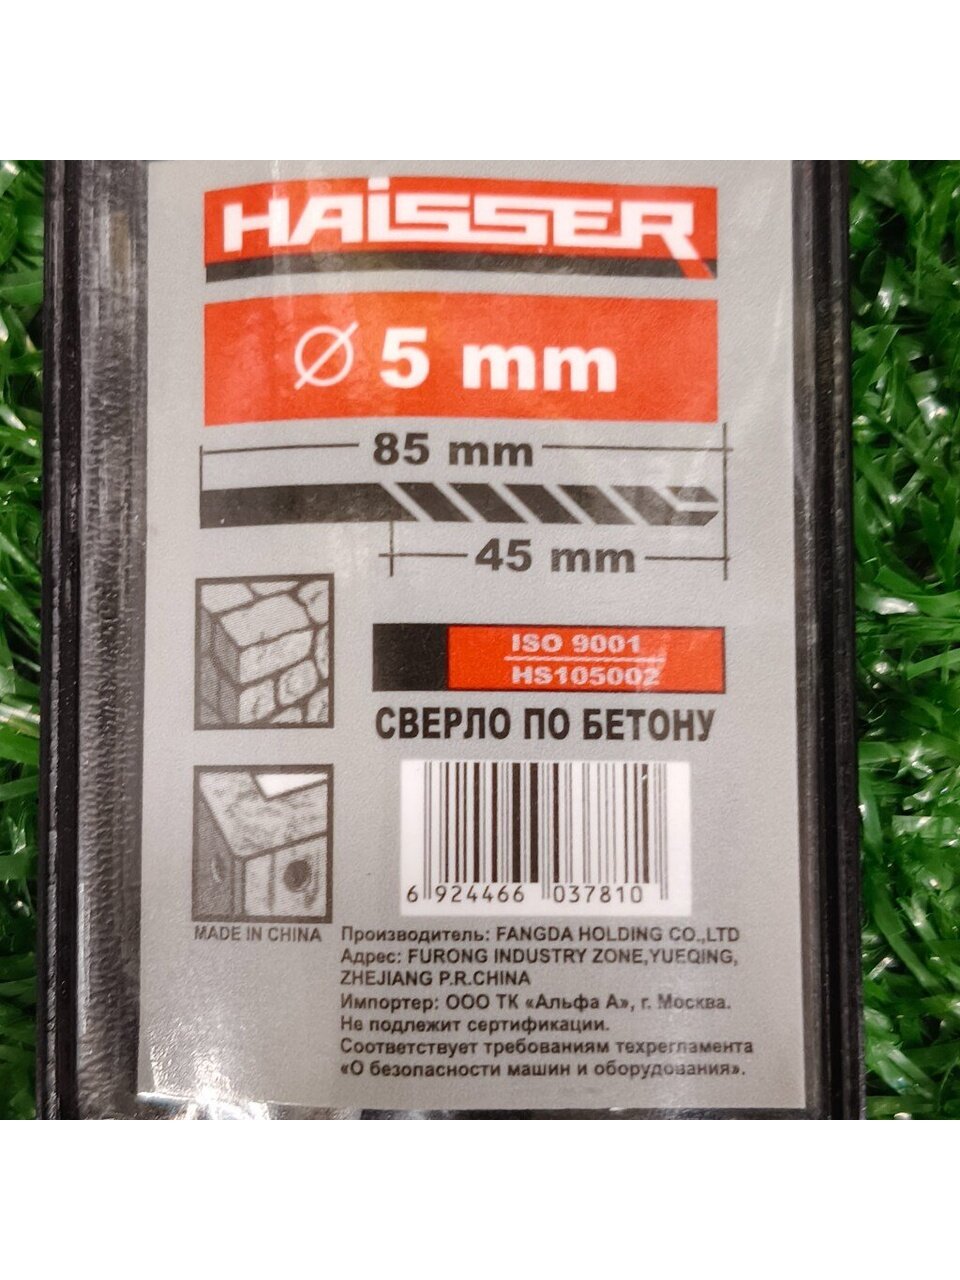 HAISSER
Ø 5 mm
85 mm
45 mm
ISO 9001
HS105002
СВЕРЛО ПО БЕТОНУ
6 924466 037810
MADE IN CHINA
Производитель: FANGDA HOLDING CO.,LTD
Адрес: FURONG INDUSTRY ZONE,YUEQING,
ZHEJIANG P.R.CHINA
Импортер: ООО ТК «Альфа А», г. Москва.
Не подлежит сертификации.
Соответствует требованиям техрегламента
«О безопасности машин и оборудования».